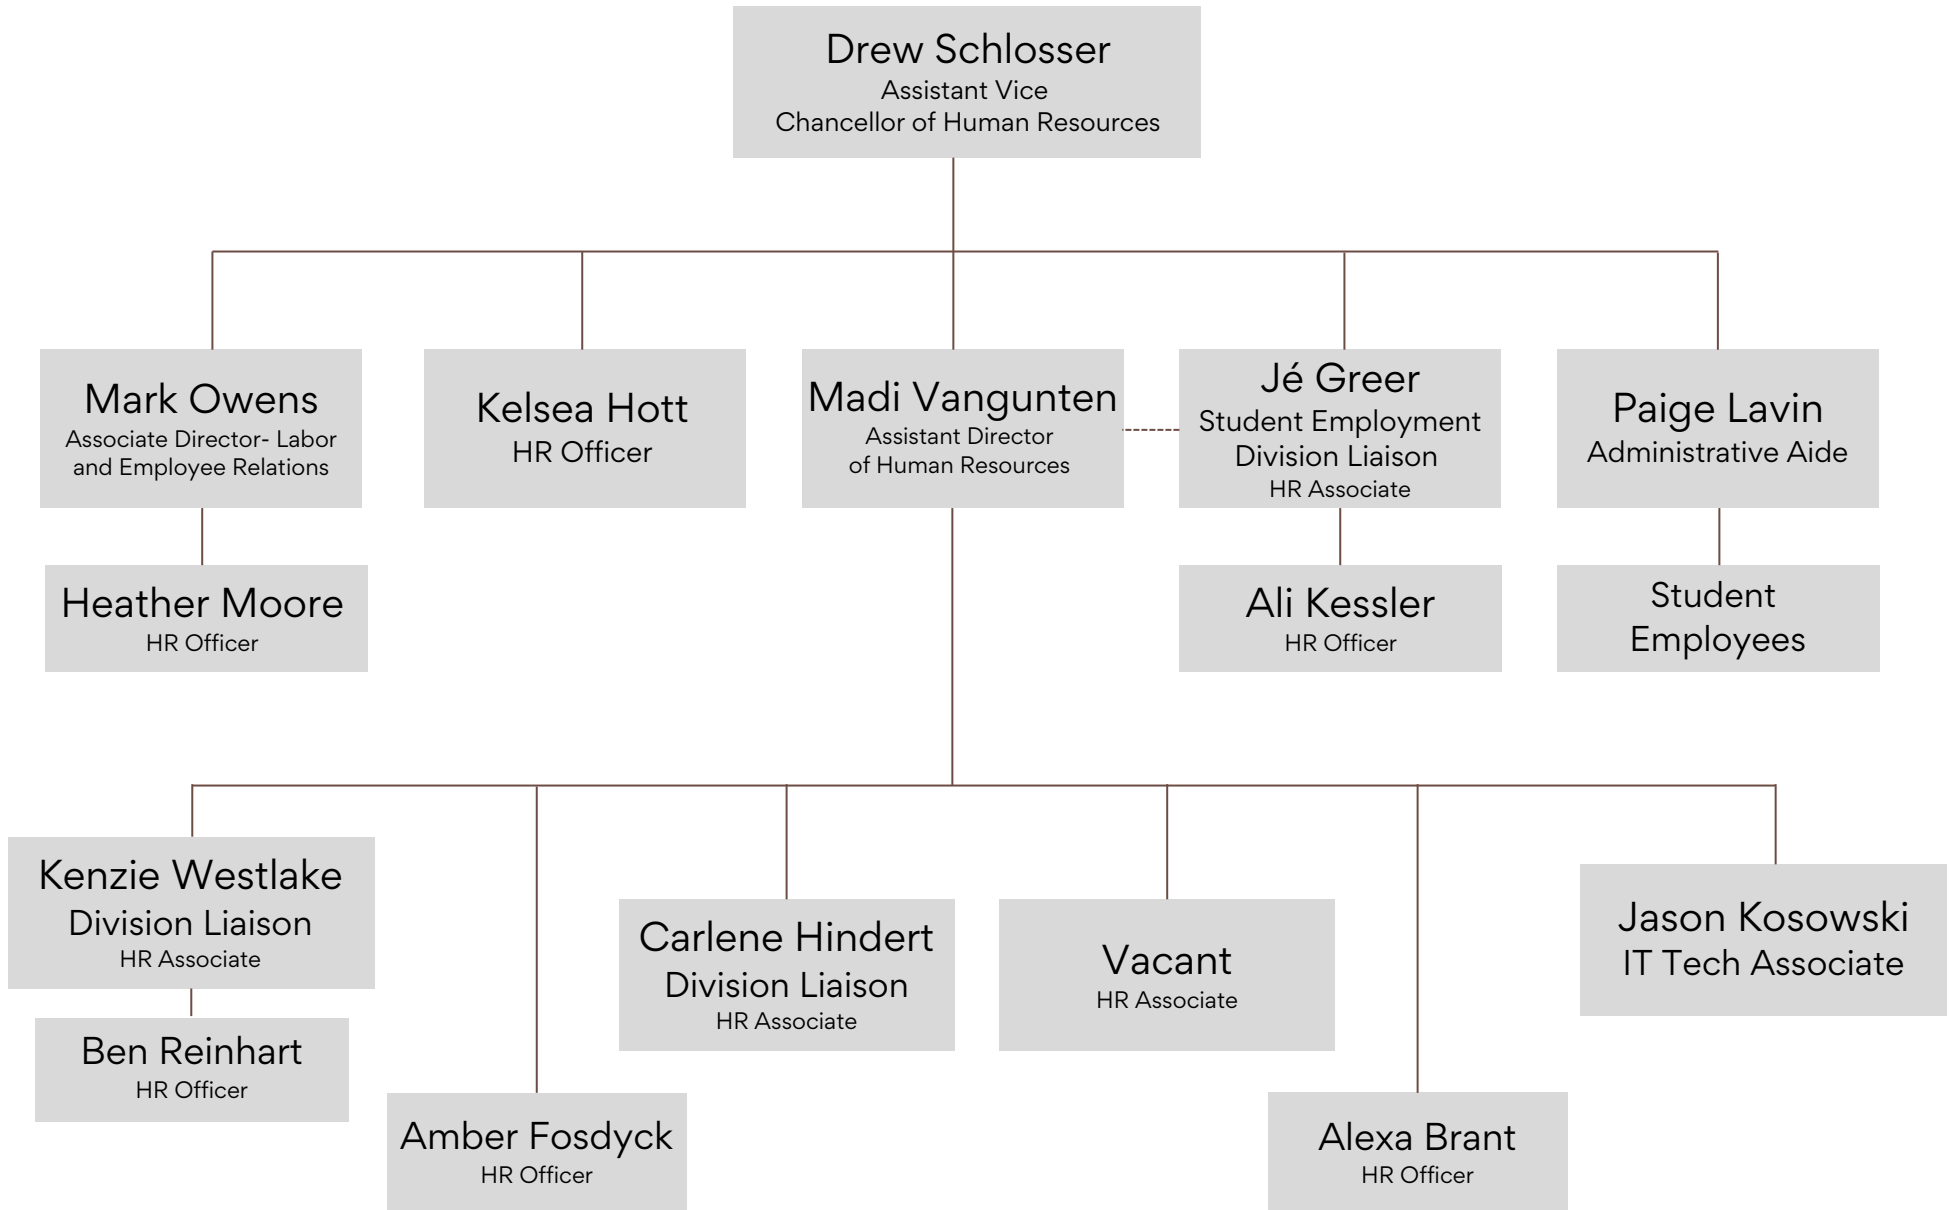 Drew Schlosser
Assistant Vice
Chancellor of Human Resources
Mark Owens
Associate Director- Labor
and Employee Relations
Kelsea Hott
HR Officer
Madi Vangunten
Assistant Director
of Human Resources
Jé Greer
Student Employment
Division Liaison
HR Associate
Paige Lavin
Administrative Aide
Heather Moore
HR Officer
Ali Kessler
HR Officer
Student
Employees
Kenzie Westlake
Division Liaison
HR Associate
Ben Reinhart
HR Officer
Amber Fosdyck
HR Officer
Carlene Hindert
Division Liaison
HR Associate
Vacant
HR Associate
Alexa Brant
HR Officer
Jason Kosowski
IT Tech Associate